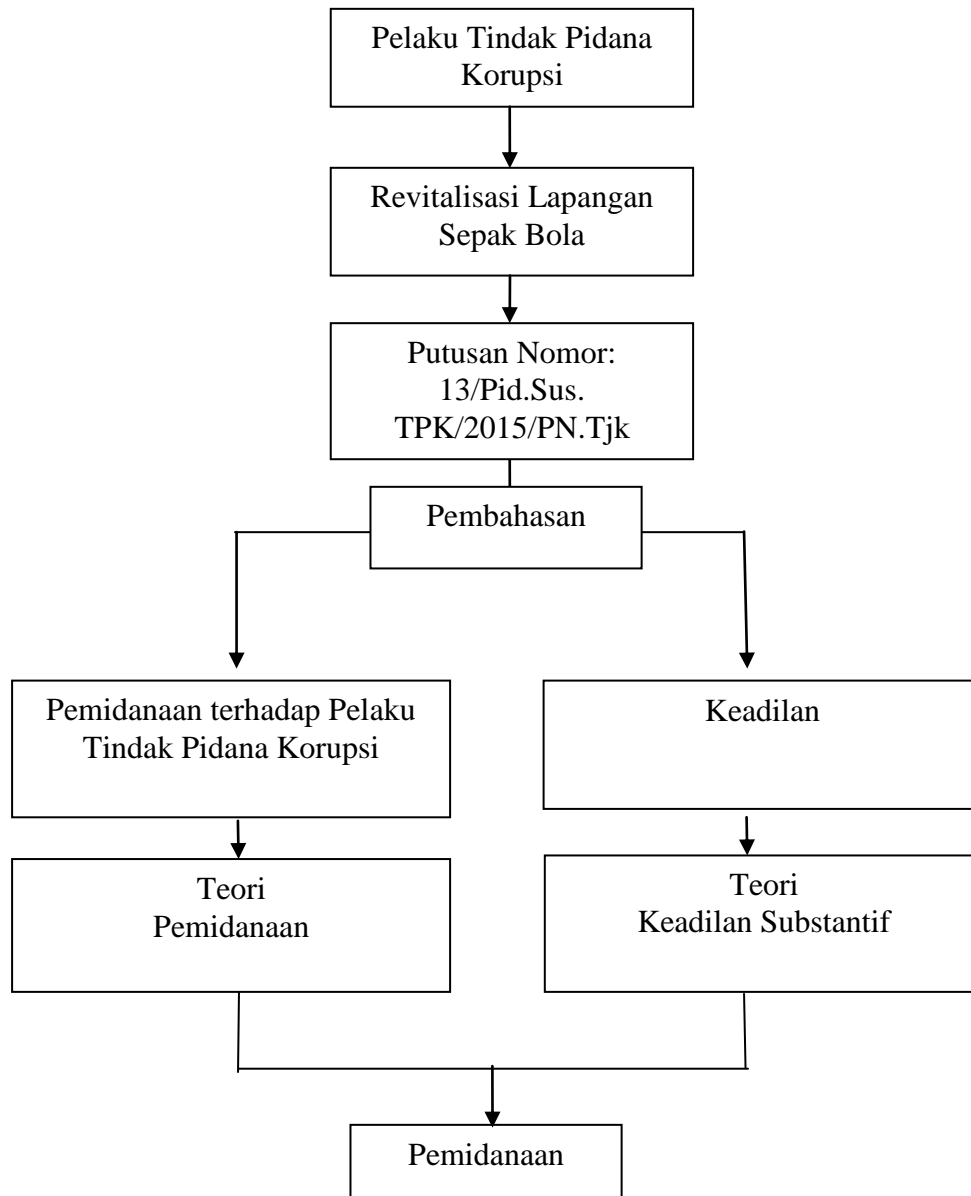 Pelaku Tindak Pidana
Korupsi
Revitalisasi Lapangan
Sepak Bola
Putusan Nomor:
13/Pid.Sus.
TPK/2015/PN.Tjk
Pembahasan
Pemidanaan terhadap Pelaku
Tindak Pidana Korupsi
Keadilan
Teori
Pemidanaan
Teori
Keadilan Substantif
Pemidanaan